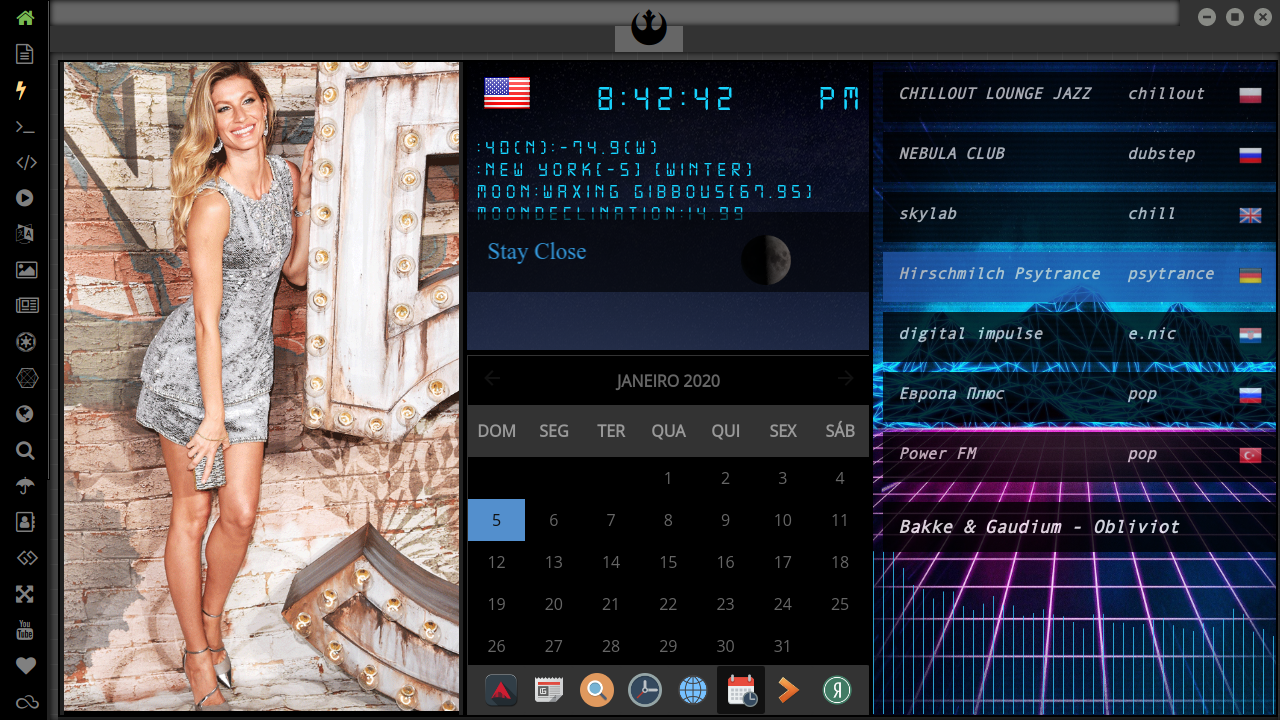 8:42:42 PM
:40(N):-74.9(W)
:NEW YORK(-5) (WINTER)
MOON:WAXING GIBBOUS(67.95)
MOONDECLINATION:14.99
Stay Close
JANEIRO 2020
DOM SEG TER QUA QUI SEX SÁB
1 2 3 4
5 6 7 8 9 10 11
12 13 14 15 16 17 18
19 20 21 22 23 24 25
26 27 28 29 30 31
CHILLOUT LOUNGE JAZZ chillout
NEBULA CLUB dubstep
skylab chill
Hirschmilch Psytrance psytrance
digital impulse e.nic
Европа Плюс pop
Power FM pop
Bakke & Gaudium - Obliviot
You
Tube
Я